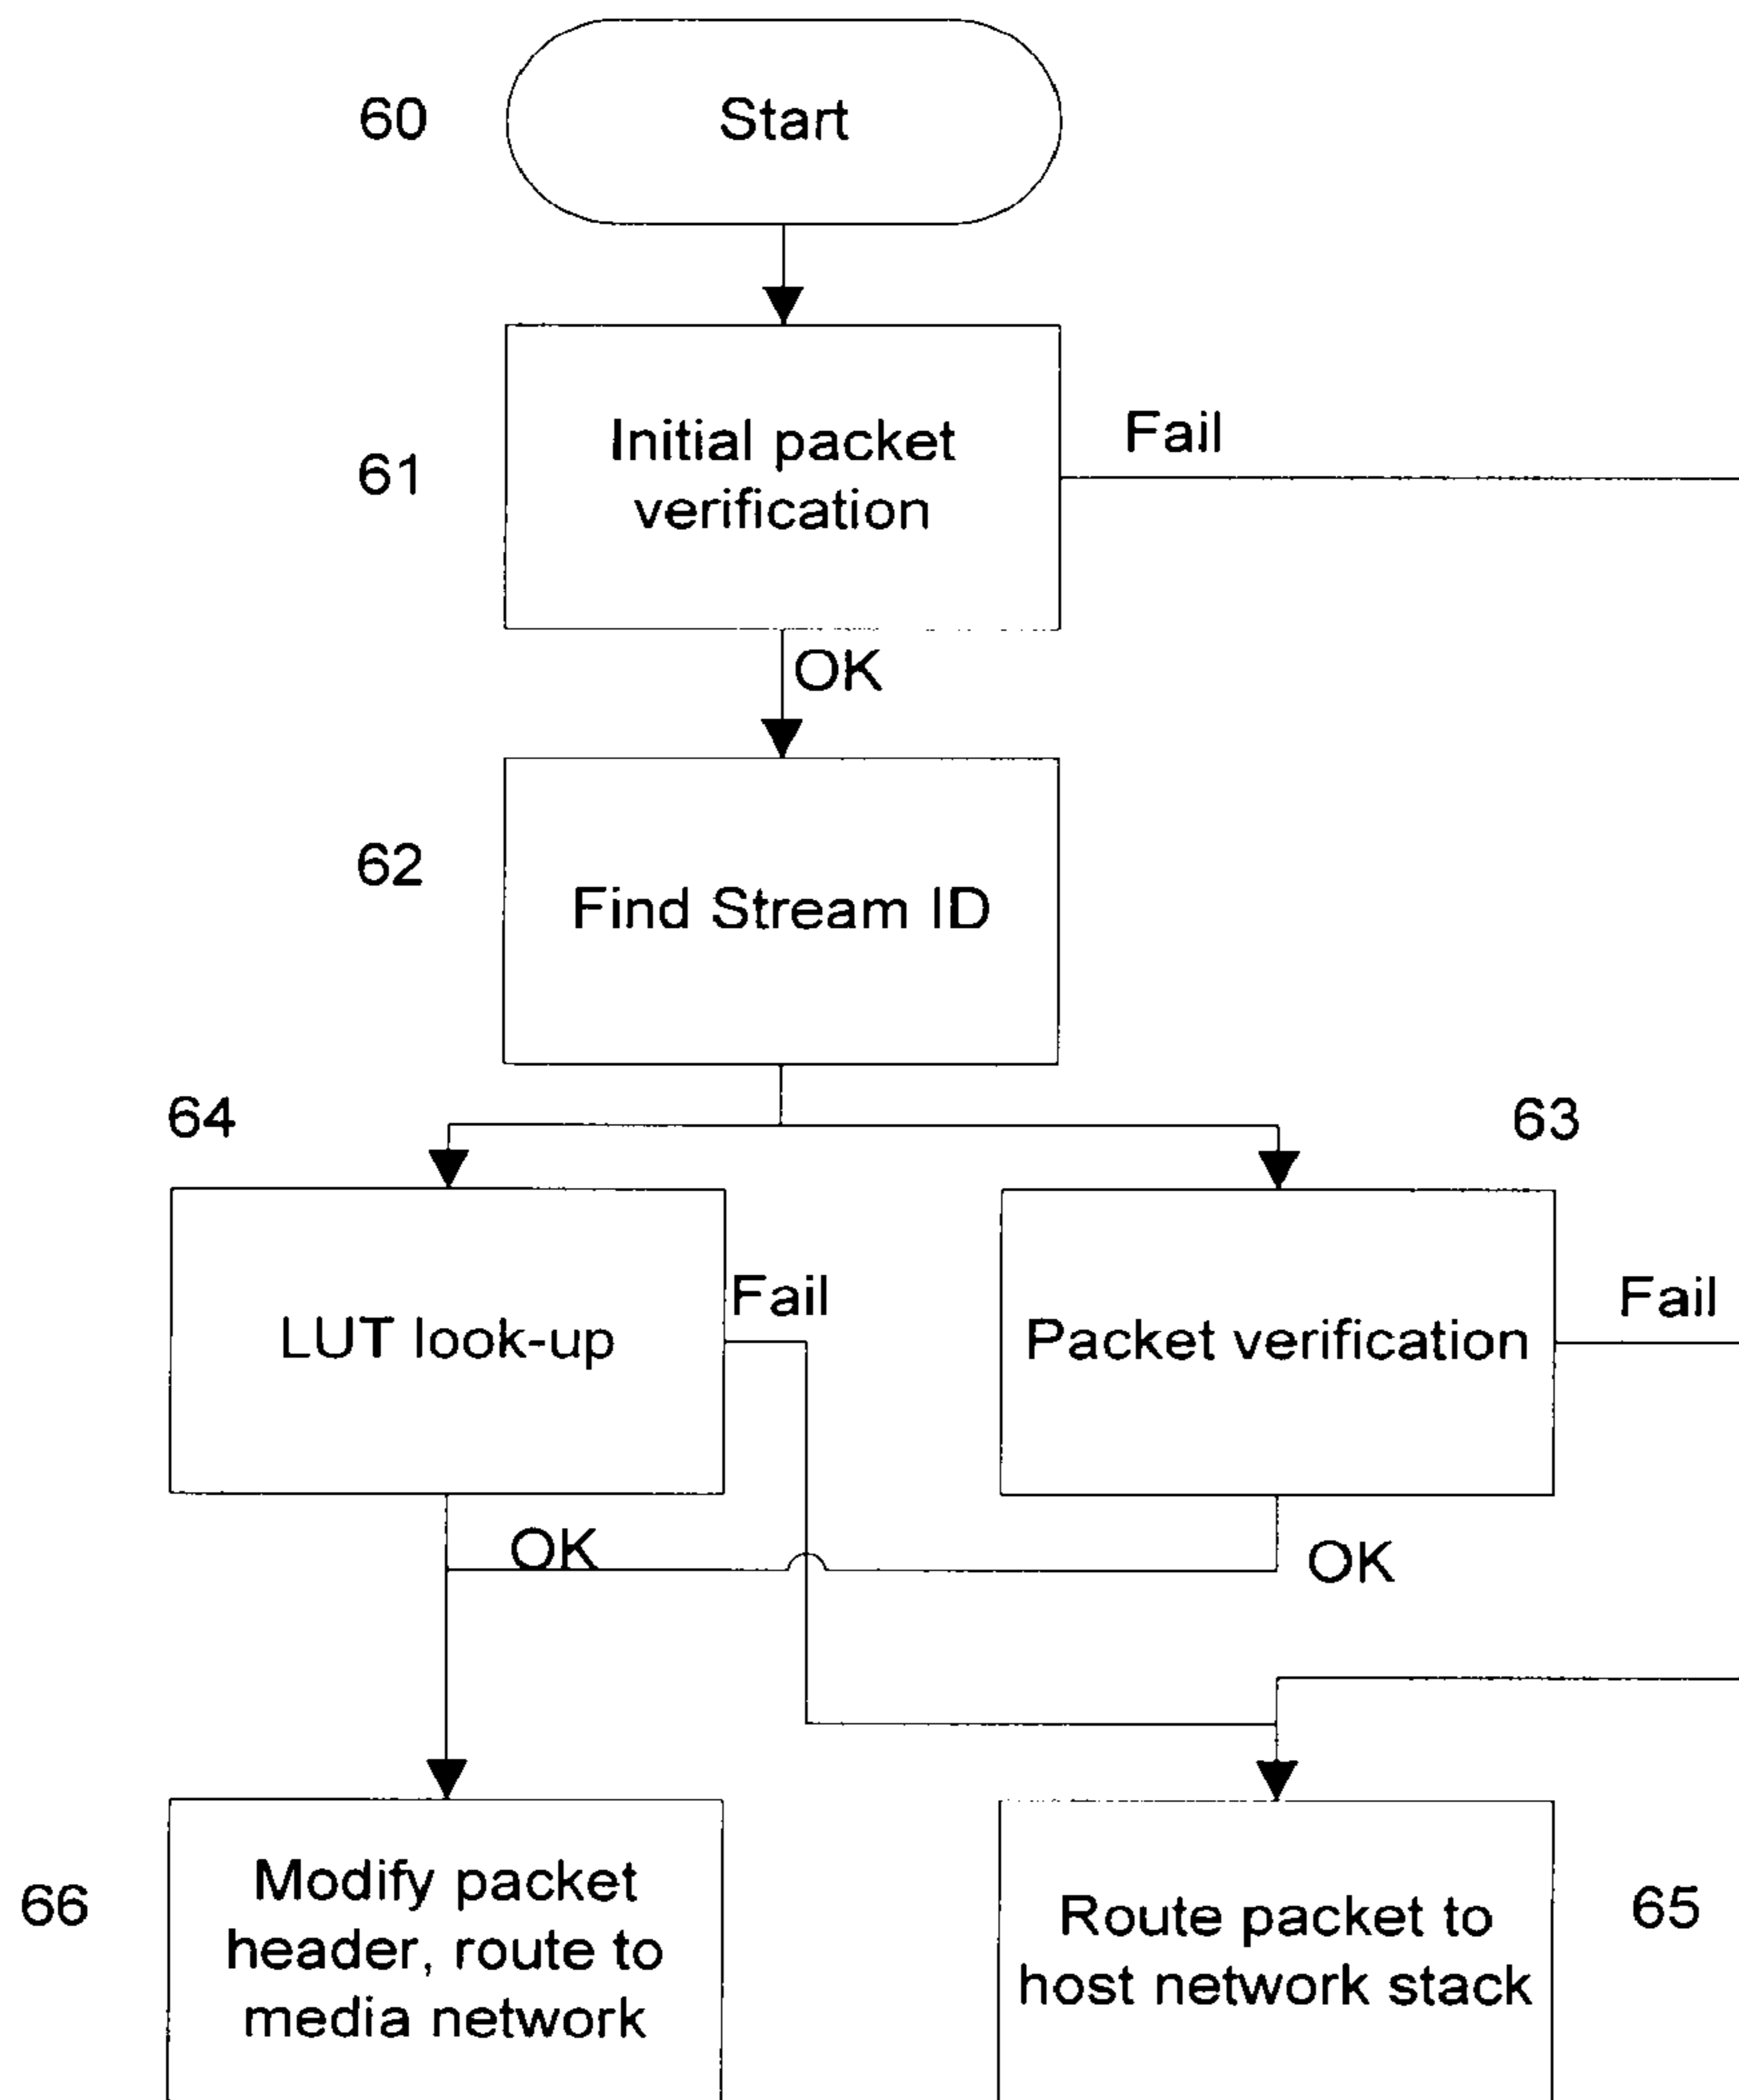 60
Start
61
Initial packet
verification
Fail
OK
62
Find Stream ID
64
63
LUT look-up
Fail
Packet verification
Fail
OK
OK
66
Modify packet
header, route to
media network
Route packet to
host network stack
65